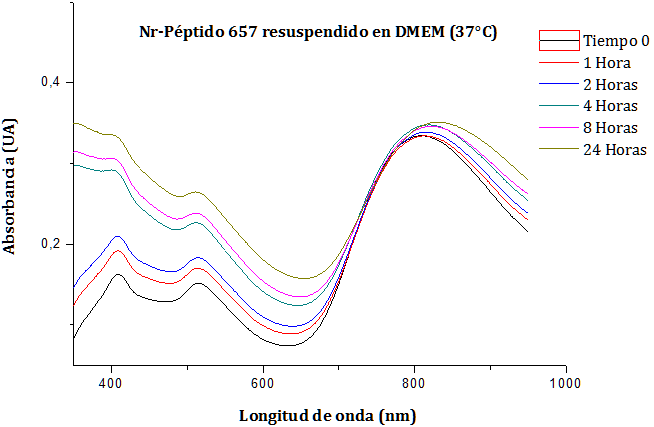 Nr-Péptido 657 resuspendido en DMEM (37°C)
Tiempo 0
1 Hora
2 Horas
4 Horas
8 Horas
24 Horas
0,4
0,2
Absorbancia (UA)
400
600
800
1000
Longitud de onda (nm)